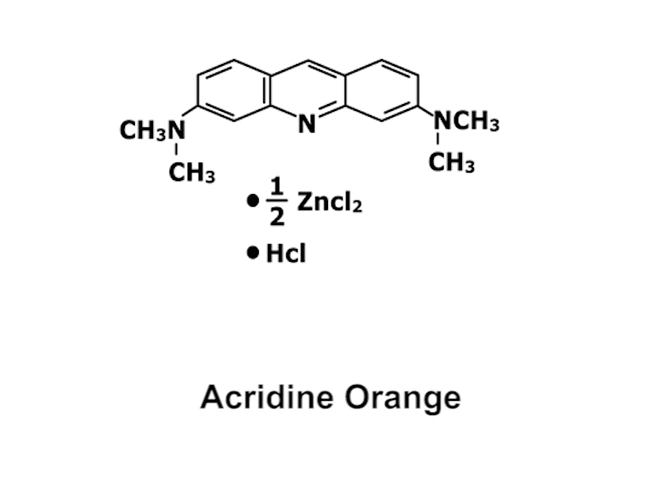 N
CH3N
NCH3
CH3
CH3
• 1/2 Zncl2
• Hcl
Acridine Orange